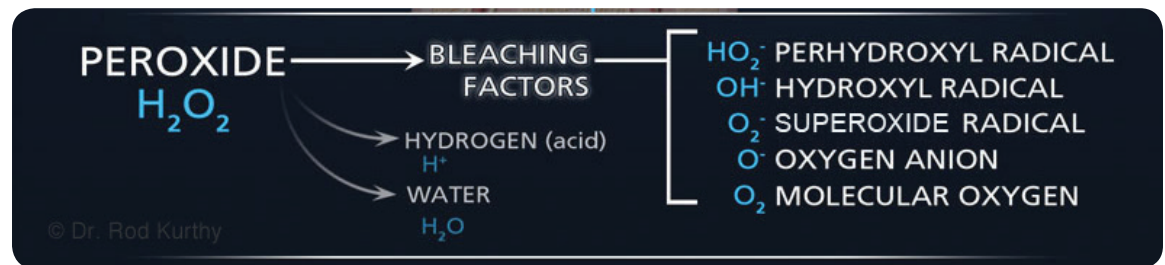 PEROXIDE
H₂O₂
BLEACHING
FACTORS
HYDROGEN (acid)
H⁺
WATER
H₂O
HO₂⁻ PERHYDROXYL RADICAL
OH⁻ HYDROXYL RADICAL
O₂⁻ SUPEROXIDE RADICAL
O⁻ OXYGEN ANION
O₂ MOLECULAR OXYGEN
© Dr. Rod Kurthy